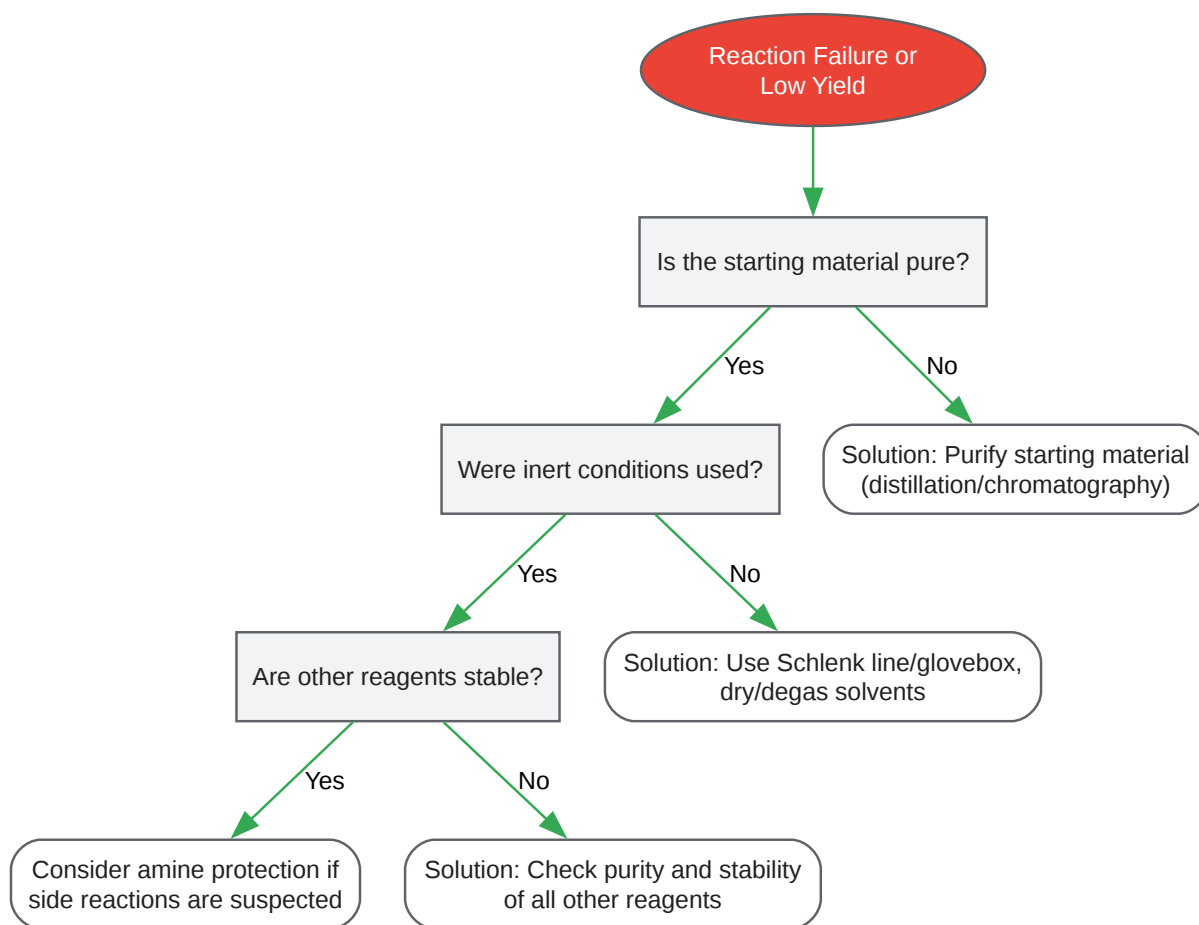 Reaction Failure or
Low Yield
Is the starting material pure?
Yes
No
Were inert conditions used?
Solution: Purify starting material
(distillation/chromatography)
Yes
No
Are other reagents stable?
Solution: Use Schlenk line/glovebox,
dry/degas solvents
Yes
No
Consider amine protection if
side reactions are suspected
Solution: Check purity and stability
of all other reagents